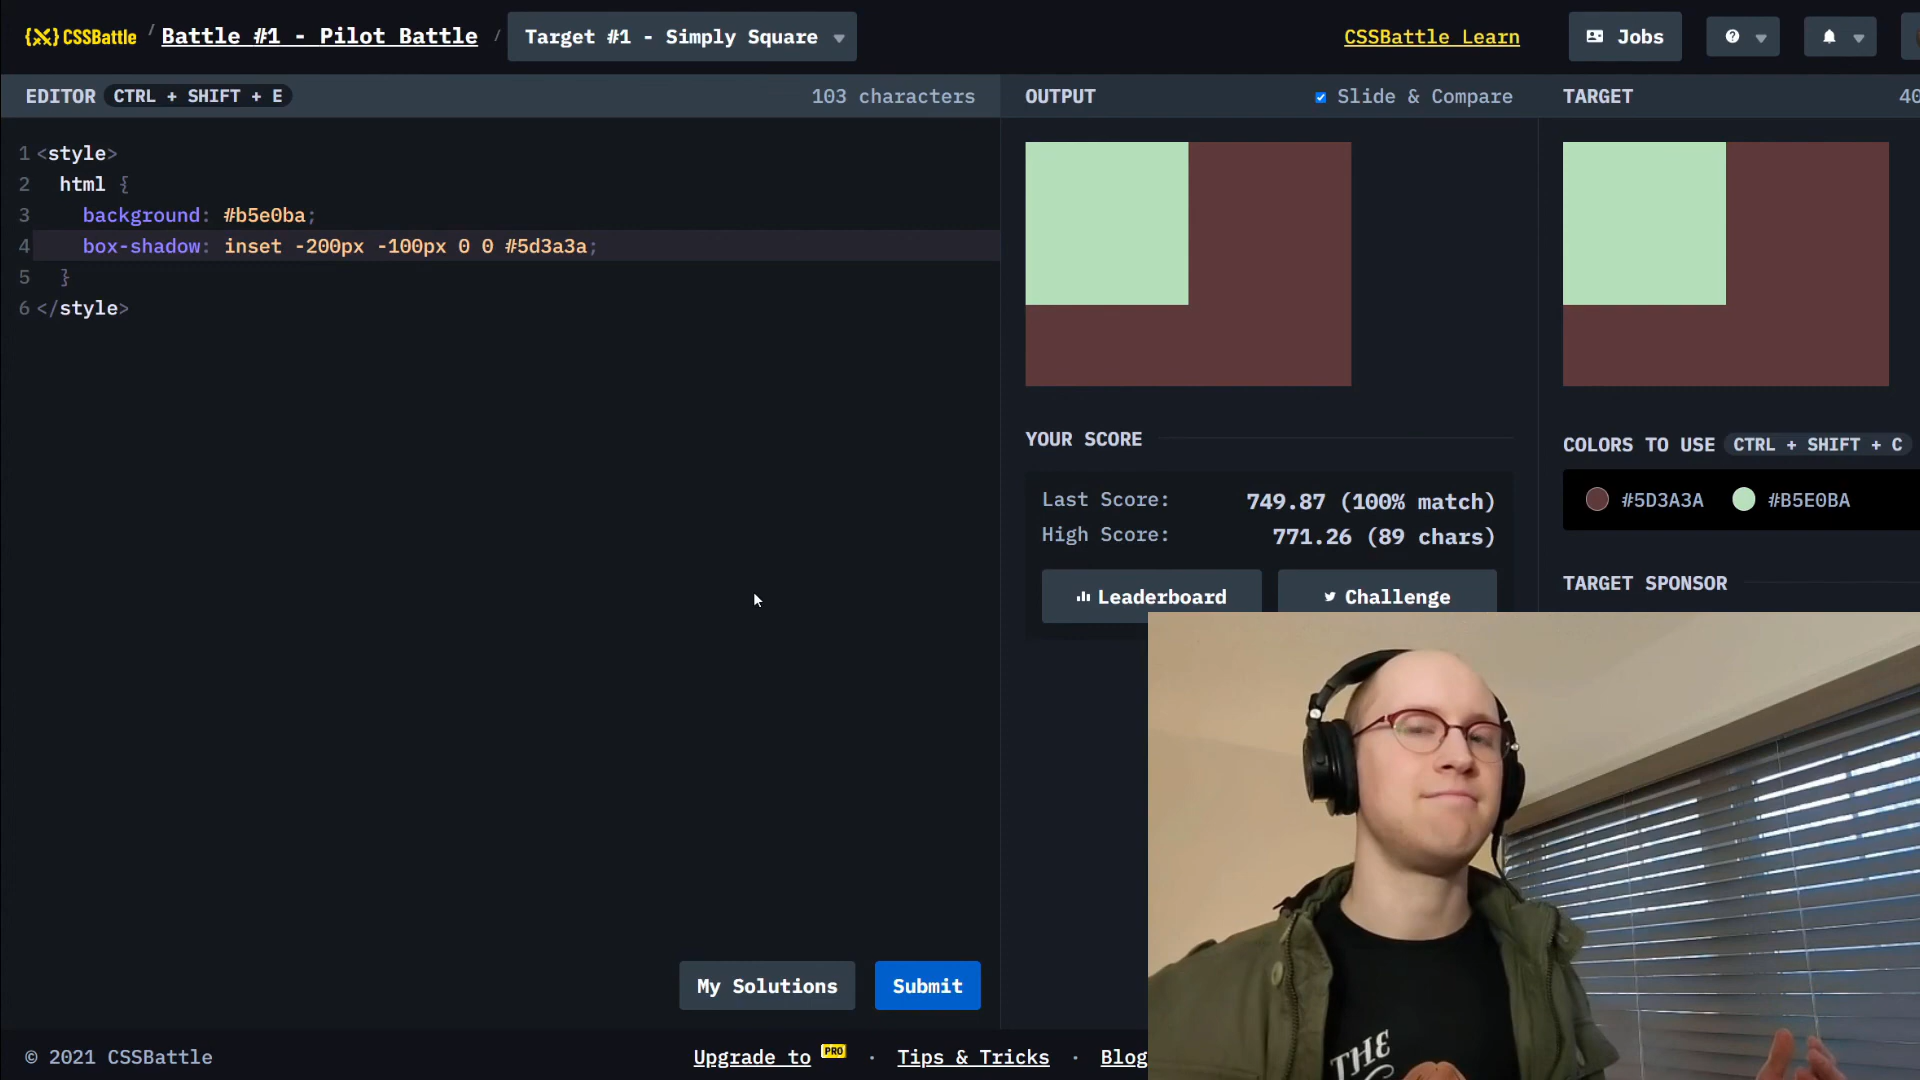 {X} CSSBattle / Battle #1 - Pilot Battle / Target #1 - Simply Square
CSSBattle Learn
Jobs
EDITOR CTRL + SHIFT + E
103 characters
OUTPUT
Slide & Compare
TARGET
40
1 <style>
2 html {
3 background: #b5e0ba;
4 box-shadow: inset -200px -100px 0 0 #5d3a3a;
5 }
6 </style>
YOUR SCORE
Last Score: 749.87 (100% match)
High Score: 771.26 (89 chars)
Leaderboard
Challenge
COLORS TO USE CTRL + SHIFT + C
#5D3A3A #B5E0BA
TARGET SPONSOR
My Solutions
Submit
THE
© 2021 CSSBattle
Upgrade to PRO · Tips & Tricks · Blog